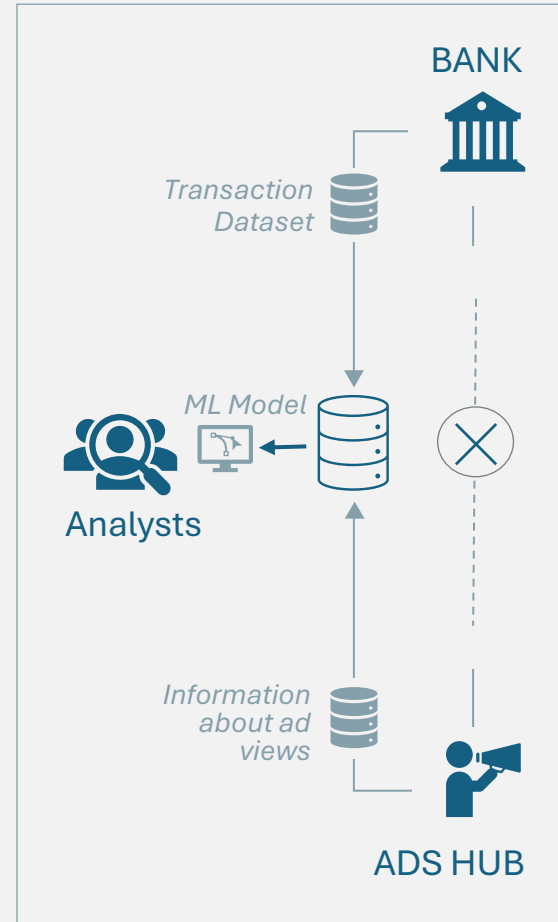 BANK
Transaction
Dataset
ML Model
Analysts
Information
about ad
views
ADS HUB